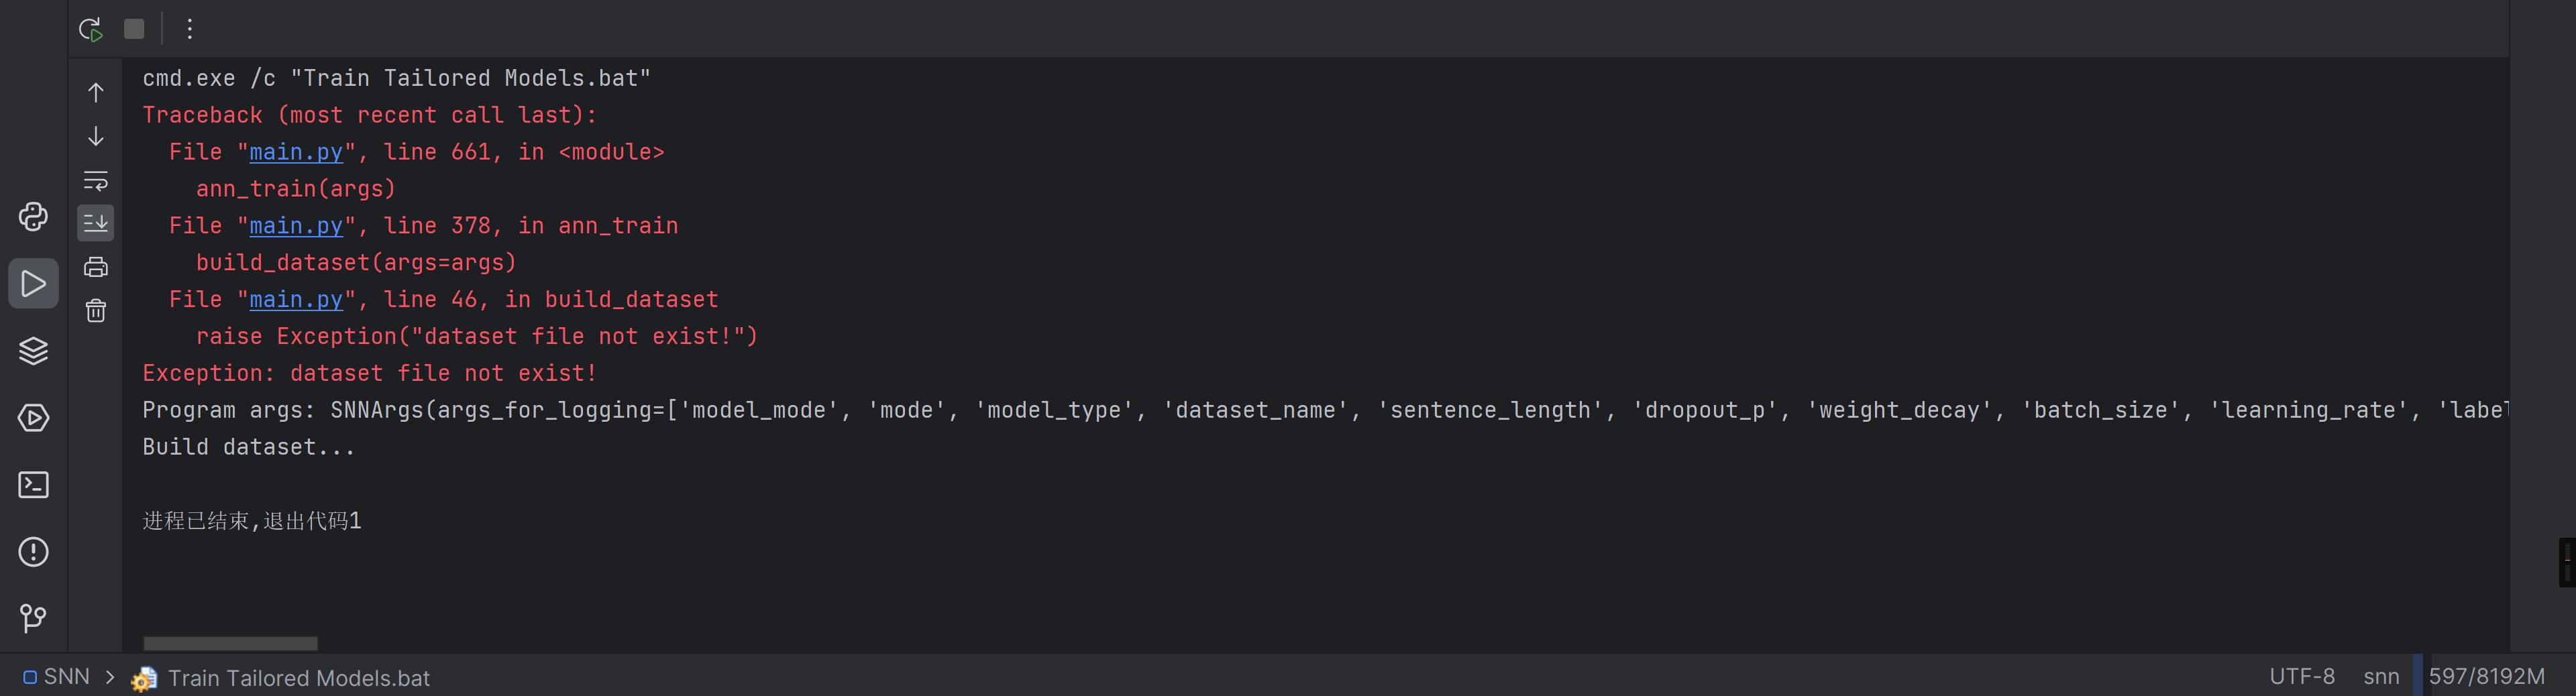 cmd.exe /c "Train Tailored Models.bat"
Traceback (most recent call last):
  File "main.py", line 661, in <module>
    ann_train(args)
  File "main.py", line 378, in ann_train
    build_dataset(args=args)
  File "main.py", line 46, in build_dataset
    raise Exception("dataset file not exist!")
Exception: dataset file not exist!
Program args: SNNArgs(args_for_logging=['model_mode', 'mode', 'model_type', 'dataset_name', 'sentence_length', 'dropout_p', 'weight_decay', 'batch_size', 'learning_rate', 'label
Build dataset...
进程已结束,退出代码1
SNN > Train Tailored Models.bat
UTF-8 snn 597/8192M